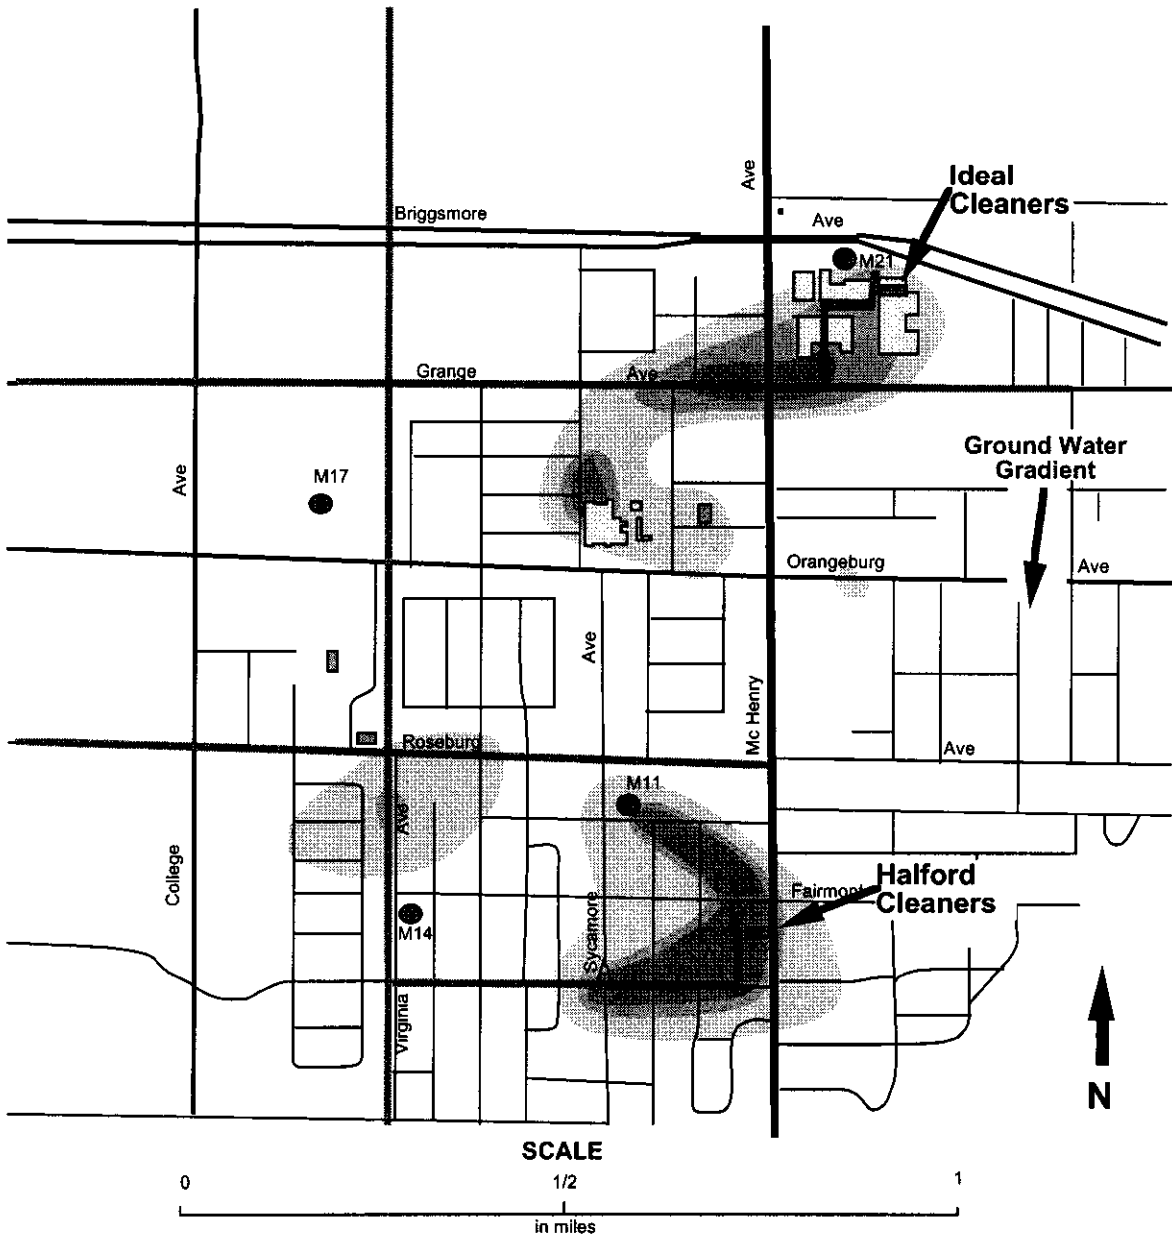 Ave
Ideal
Cleaners
Briggsmore
Ave
M21
Grange
Ave
Ground Water
Gradient
Ave
M17
Orangeburg
Ave
Ave
Mc Henry
Roseburg
Ave
M11
Ave
College
Fairmont
Halford
Cleaners
M14
Sycamore
Virginia
N
SCALE
0
1/2
1
in miles